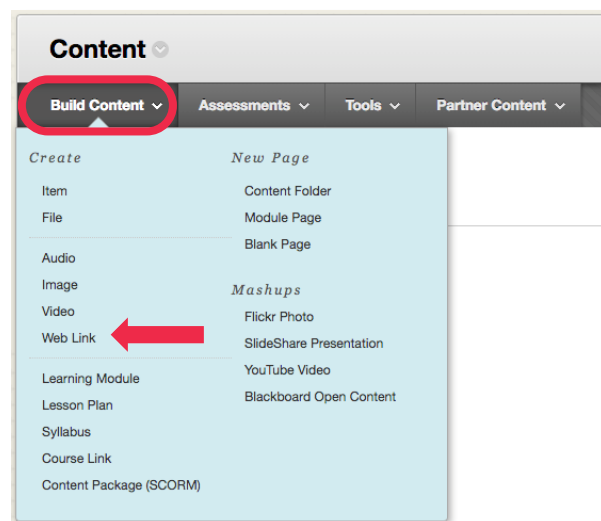 Content
Build Content
Assessments
Tools
Partner Content
Create
Item
File
Audio
Image
Video
Web Link
Learning Module
Lesson Plan
Syllabus
Course Link
Content Package (SCORM)
New Page
Content Folder
Module Page
Blank Page
Mashups
Flickr Photo
SlideShare Presentation
YouTube Video
Blackboard Open Content